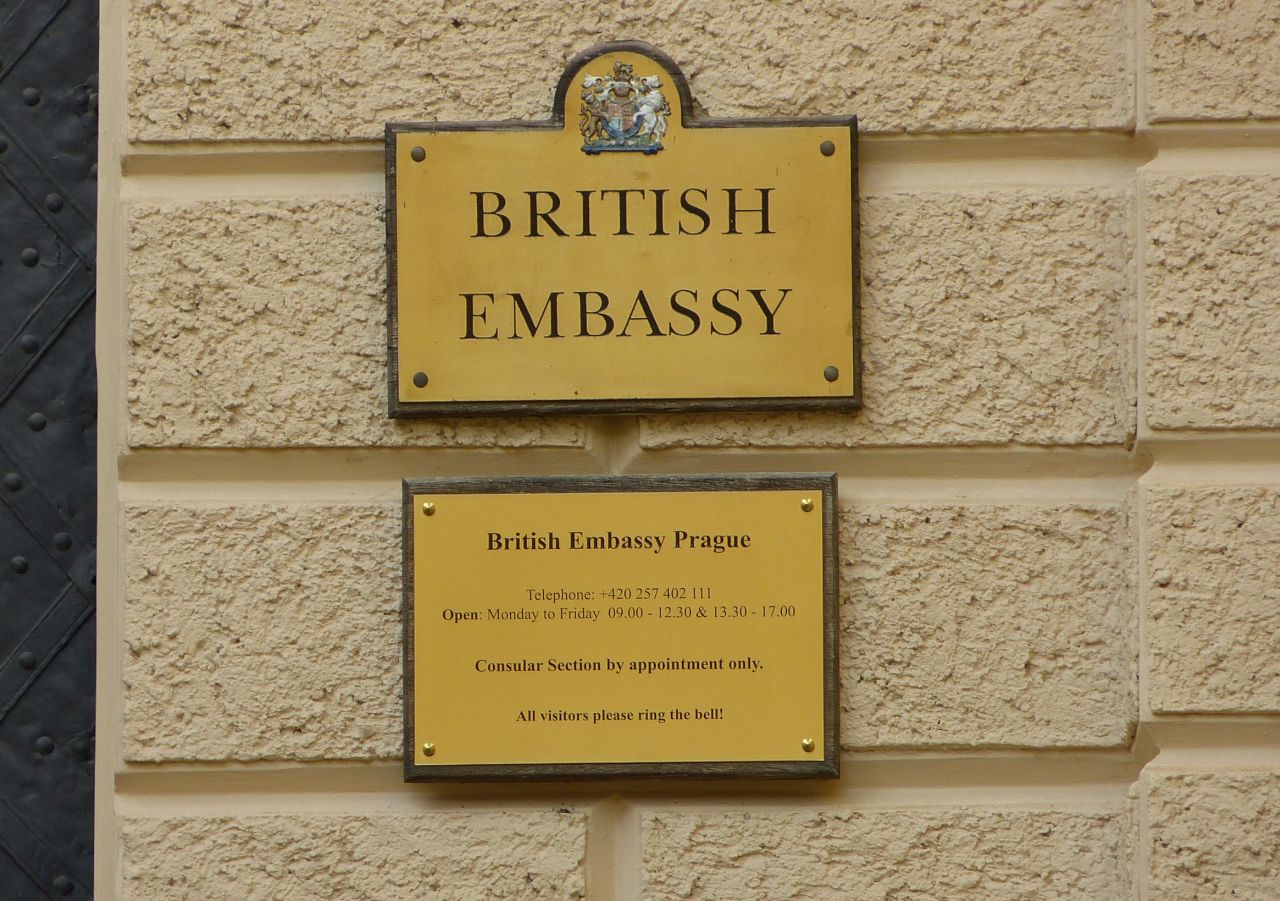 BRITISH
EMBASSY
British Embassy Prague
Telephone: +420 257 402 111
Open: Monday to Friday 09.00 - 12.30 & 13.30 - 17.00
Consular Section by appointment only.
All visitors please ring the bell!